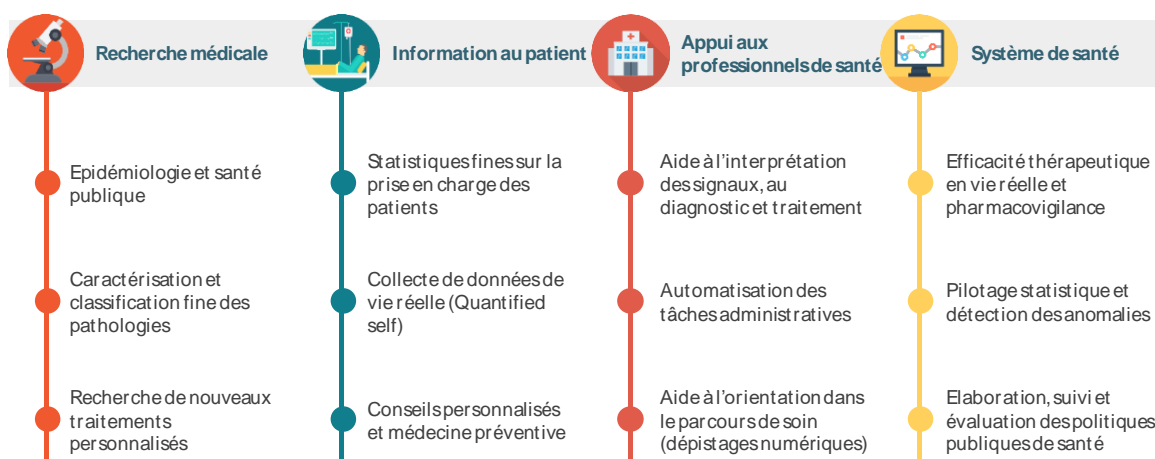 Recherche médicale
Epidémiologie et santé
publique
Caractérisation et
classification fine des
pathologies
Recherche de nouveaux
traitements
personnalisés
Information au patient
Statistiques fines sur la
prise en charge des
patients
Collecte de données de
vie réelle (Quantified
self)
Conseils personnalisés
et médecine préventive
Appui aux
professionnels de santé
Aide à l'interprétation
des signaux, au
diagnostic et traitement
Automatisation des
tâches administratives
Aide à l'orientation dans
le parcours de soin
(dépistages numériques)
Système de santé
Efficacité thérapeutique
en vie réelle et
pharmacovigilance
Pilotage statistique et
détection des anomalies
Elaboration, suivi et
évaluation des politiques
publiques de santé